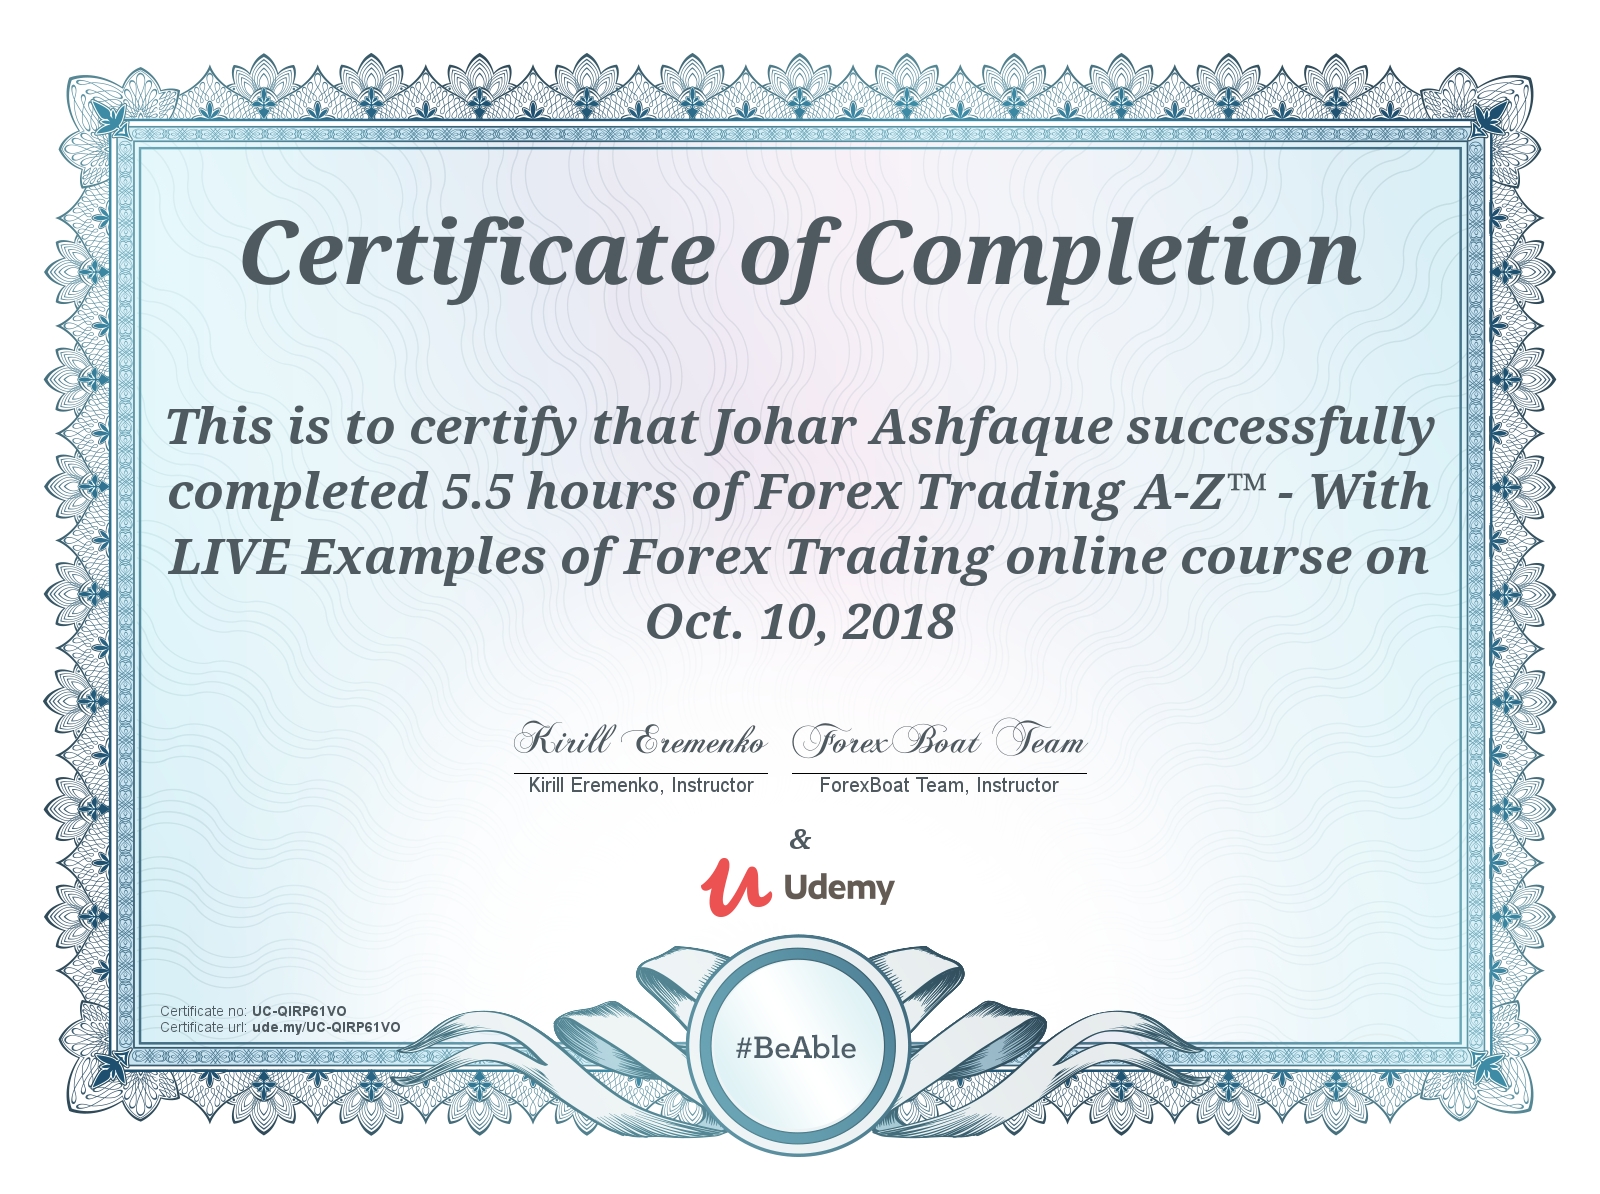 Certificate of Completion
This is to certify that Johar Ashfaque successfully
completed 5.5 hours of Forex Trading A-Z™ - With
LIVE Examples of Forex Trading online course on
Oct. 10, 2018
Kirill Eremenko ForexBoat Team
Kirill Eremenko, Instructor ForexBoat Team, Instructor
&
Udemy
Certificate no: UC-QIRP61VO
Certificate url: ude.my/UC-QIRP61VO
#BeAble